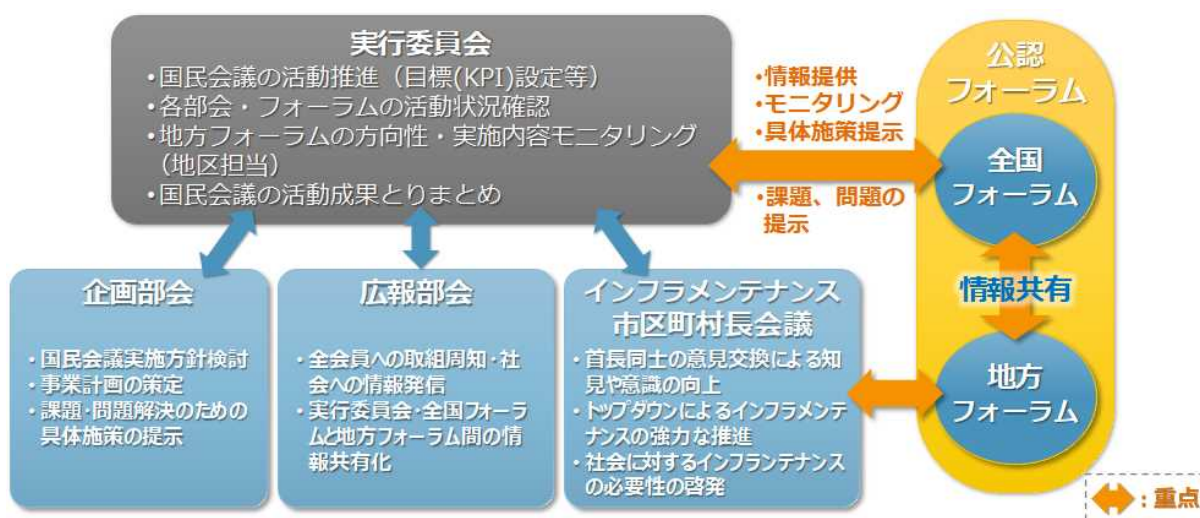 実行委員会
・国民会議の活動推進（目標(KPI)設定等）
・各部会・フォーラムの活動状況確認
・地方フォーラムの方向性・実施内容モニタリング
（地区担当）
・国民会議の活動成果とりまとめ
・情報提供
・モニタリング
・具体施策提示
・課題、問題の
提示
公認
フォーラム
全国
フォーラム
情報共有
地方
フォーラム
企画部会
・国民会議実施方針検討
・事業計画の策定
・課題・問題解決のための
具体施策の提示
広報部会
・全会員への取組周知・社
会への情報発信
・実行委員会・全国フォーラ
ムと地方フォーラム間の情
報共有化
インフラメンテナンス
市区町村長会議
・首長同士の意見交換による知
見や意識の向上
・トップダウンによるインフラメンテ
ナンスの強力な推進
・社会に対するインフランテナンス
の必要性の啓発
：重点